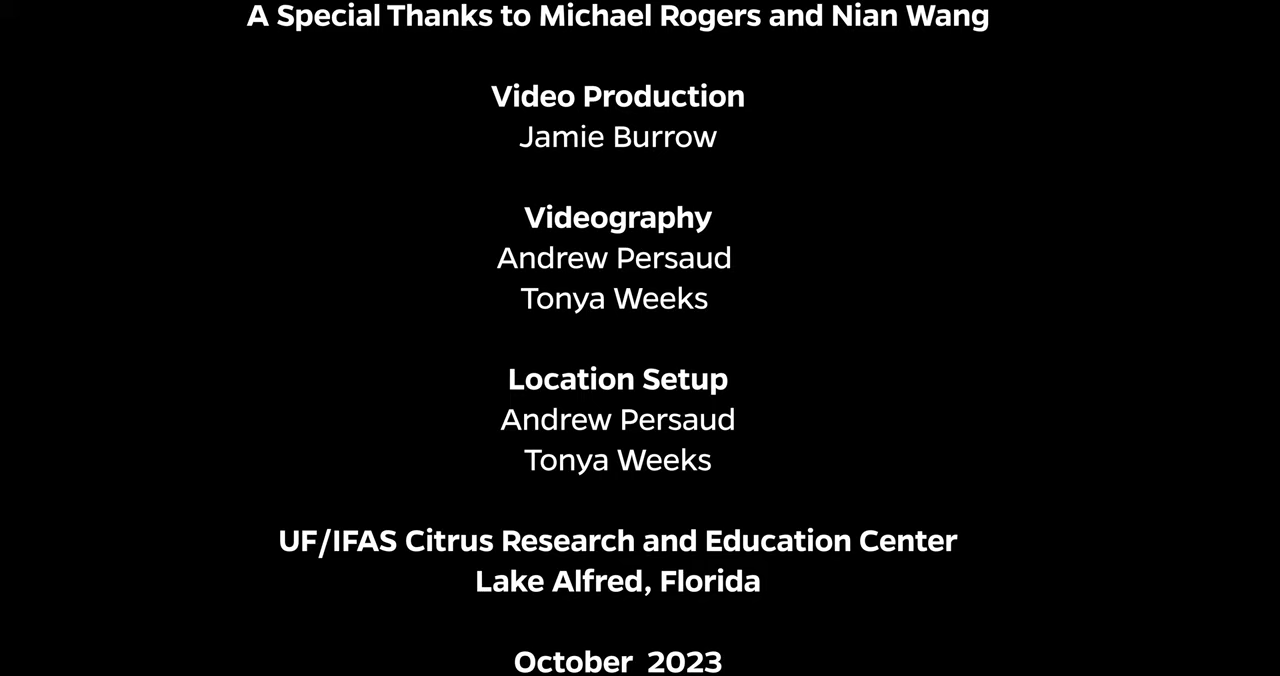 A Special Thanks to Michael Rogers and Nian Wang
Video Production
Jamie Burrow
Videography
Andrew Persaud
Tonya Weeks
Location Setup
Andrew Persaud
Tonya Weeks
UF/IFAS Citrus Research and Education Center
Lake Alfred, Florida
October 2023